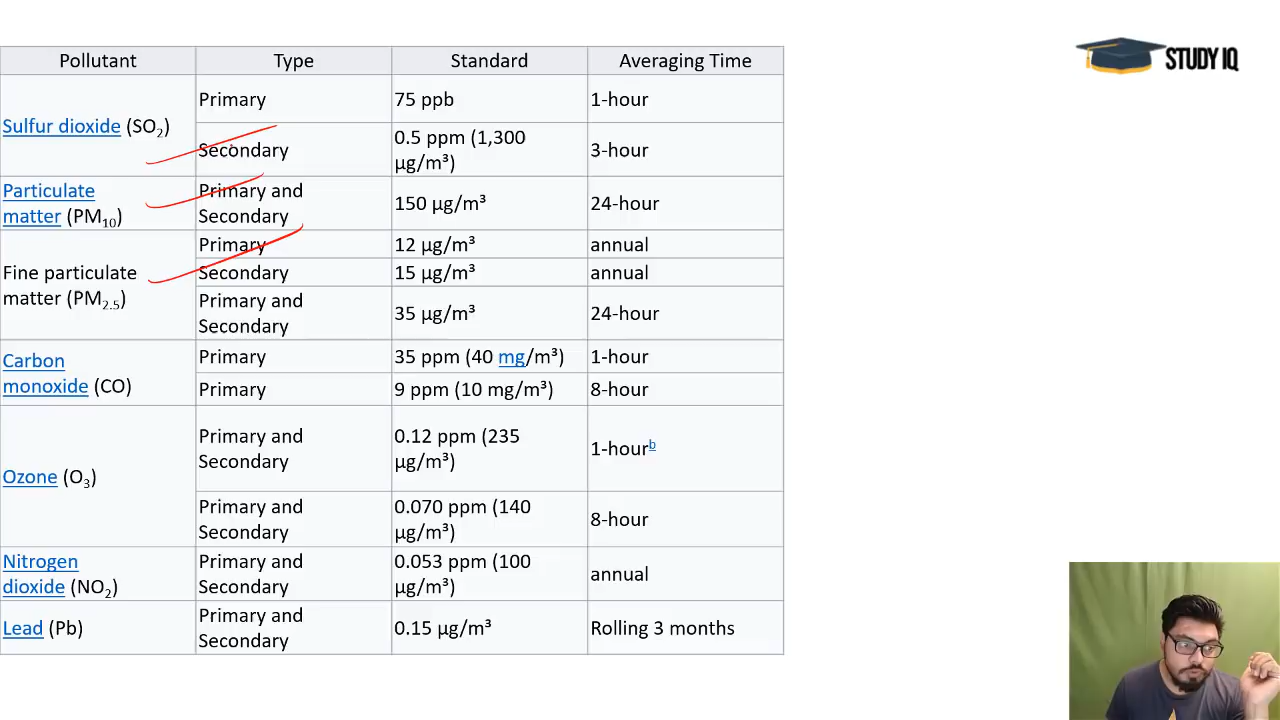 Pollutant Type Standard Averaging Time
Sulfur dioxide (SO₂)
Primary 75 ppb 1-hour
Secondary 0.5 ppm (1,300 µg/m³) 3-hour
Particulate matter (PM₁₀) Primary and Secondary 150 µg/m³ 24-hour
Fine particulate matter (PM₂.₅)
Primary 12 µg/m³ annual
Secondary 15 µg/m³ annual
Primary and Secondary 35 µg/m³ 24-hour
Carbon monoxide (CO)
Primary 35 ppm (40 mg/m³) 1-hour
Primary 9 ppm (10 mg/m³) 8-hour
Ozone (O₃)
Primary and Secondary 0.12 ppm (235 µg/m³) 1-hourᵇ
Primary and Secondary 0.070 ppm (140 µg/m³) 8-hour
Nitrogen dioxide (NO₂) Primary and Secondary 0.053 ppm (100 µg/m³) annual
Lead (Pb) Primary and Secondary 0.15 µg/m³ Rolling 3 months
STUDY IQ